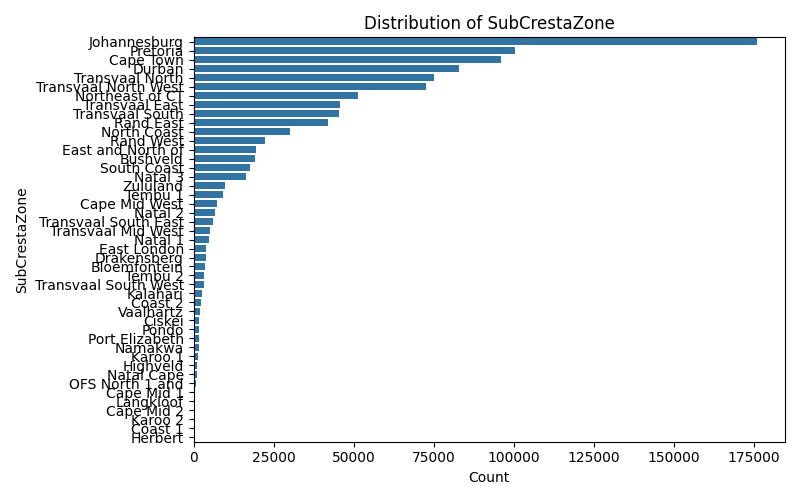 Distribution of SubCrestaZone
SubCrestaZone
Johannesburg
Pretoria
Cape Town
Durban
Transvaal North
Transvaal North West
Northeast of CT
Transvaal East
Transvaal South
Rand East
North Coast
Rand West
East and North of
Bushveld
South Coast
Natal 3
Zululand
Tembu 1
Cape Mid West
Natal 2
Transvaal South East
Transvaal Mid West
Natal 1
East London
Drakensberg
Bloemfontein
Tembu 2
Transvaal South West
Kalahari
Coast 2
Vaalhartz
Ciskei
Pongo
Port Elizabeth
Namakwa
Karoo 1
Highveld
Natal Cape
OFS North 1 and
Cape Mid 1
Langkloof
Cape Mid 2
Karoo 2
Coast 1
Herbert
0 25000 50000 75000 100000 125000 150000 175000
Count